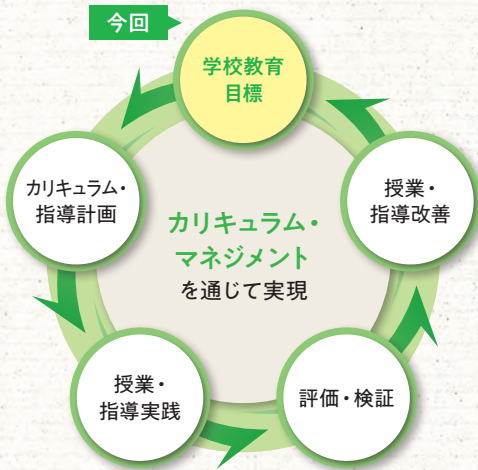 今回
学校教育
目標
カリキュラム・
指導計画
授業・
指導改善
カリキュラム・
マネジメント
を通じて実現
授業・
指導実践
評価・検証